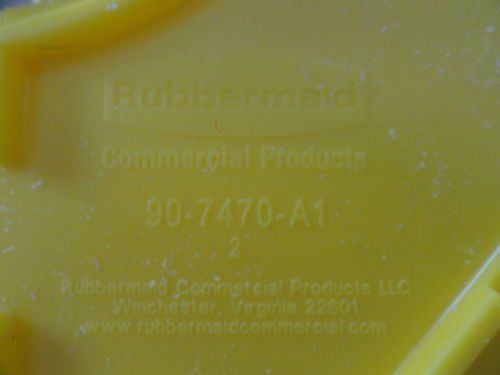 Rubbermaid
Commercial Products
90-7470-A1
2
Rubbermaid Commercial Products LLC
Winchester, Virginia 22601
www.rubbermaidcommercial.com